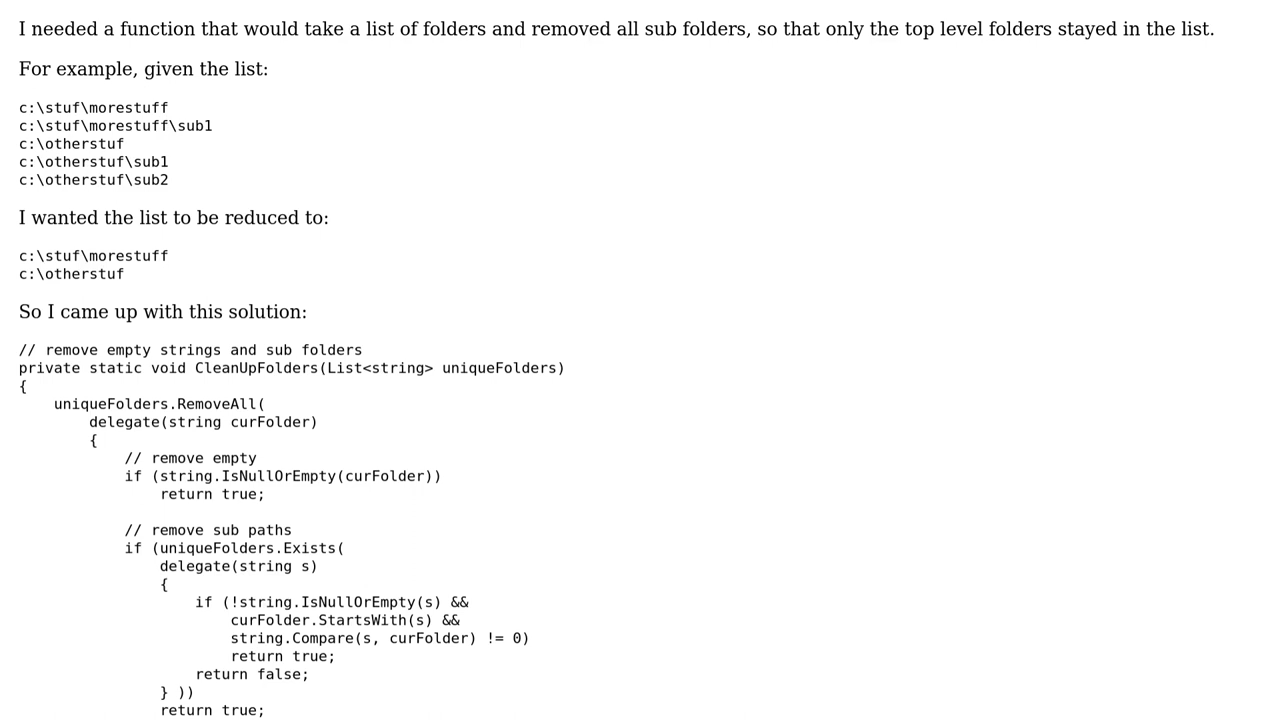 I needed a function that would take a list of folders and removed all sub folders, so that only the top level folders stayed in the list.
For example, given the list:
c:\stuf\morestuff
c:\stuf\morestuff\sub1
c:\otherstuf
c:\otherstuf\sub1
c:\otherstuf\sub2
I wanted the list to be reduced to:
c:\stuf\morestuff
c:\otherstuf
So I came up with this solution:
// remove empty strings and sub folders
private static void CleanUpFolders(List<string> uniqueFolders)
{
    uniqueFolders.RemoveAll(
        delegate(string curFolder)
        {
            // remove empty
            if (string.IsNullOrEmpty(curFolder))
                return true;

            // remove sub paths
            if (uniqueFolders.Exists(
                delegate(string s)
                {
                    if (!string.IsNullOrEmpty(s) &&
                        curFolder.StartsWith(s) &&
                        string.Compare(s, curFolder) != 0)
                        return true;
                    return false;
                } ))
                return true;